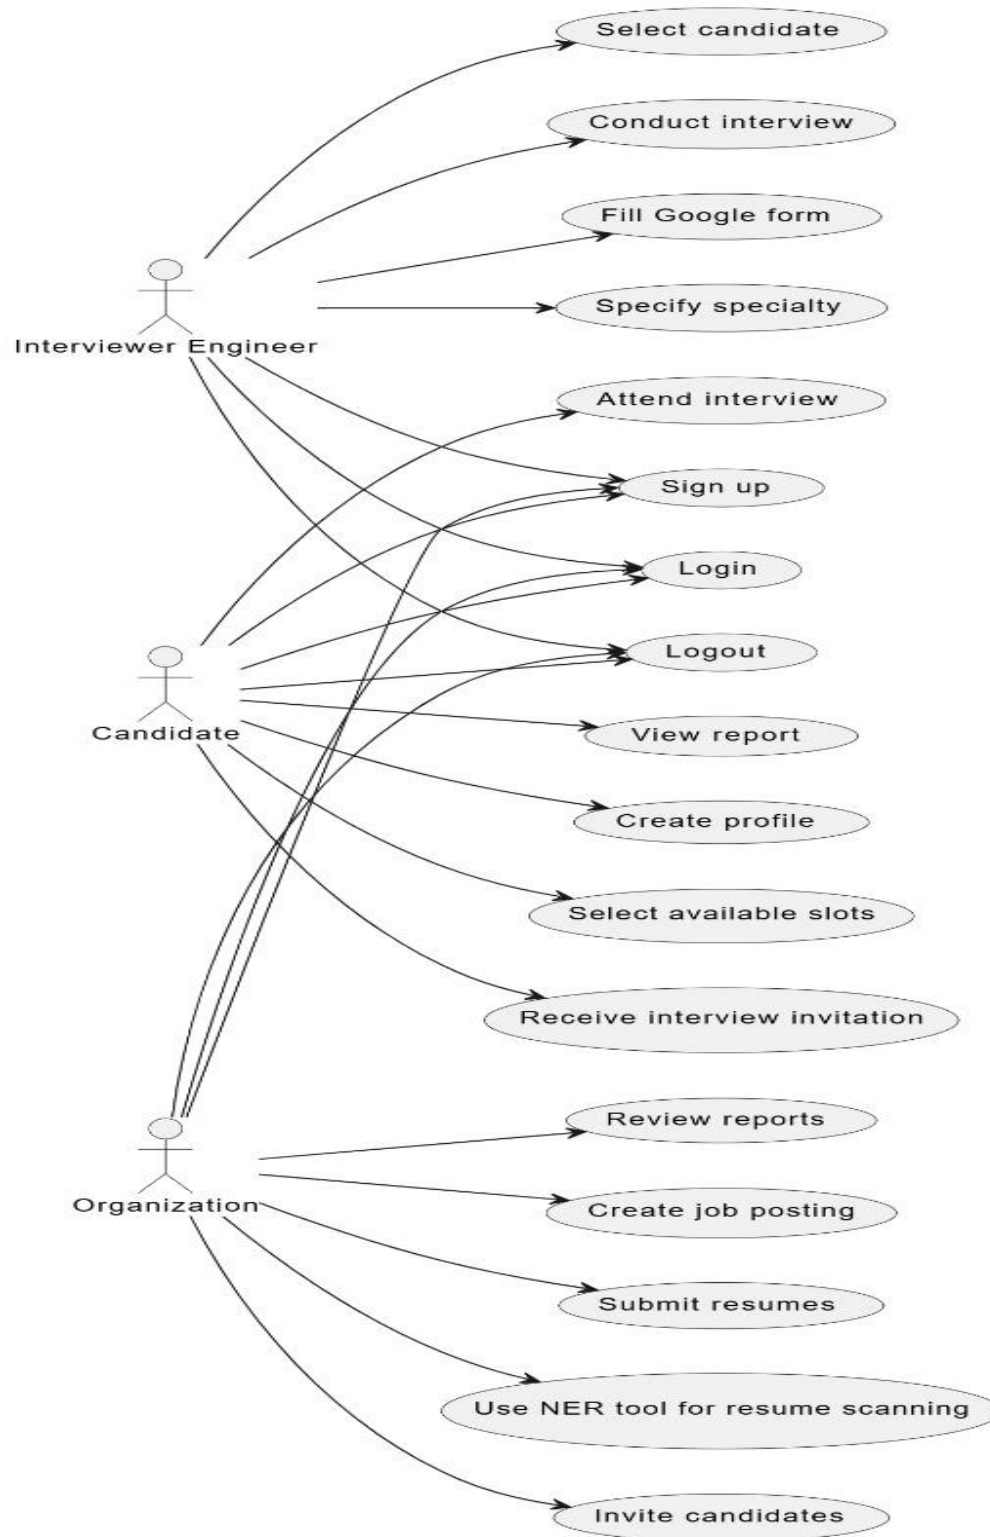 Select candidate
Conduct interview
Fill Google form
Specify specialty
Interviewer Engineer
Attend interview
Sign up
Login
Logout
Candidate
View report
Create profile
Select available slots
Receive interview invitation
Review reports
Organization
Create job posting
Submit resumes
Use NER tool for resume scanning
Invite candidates